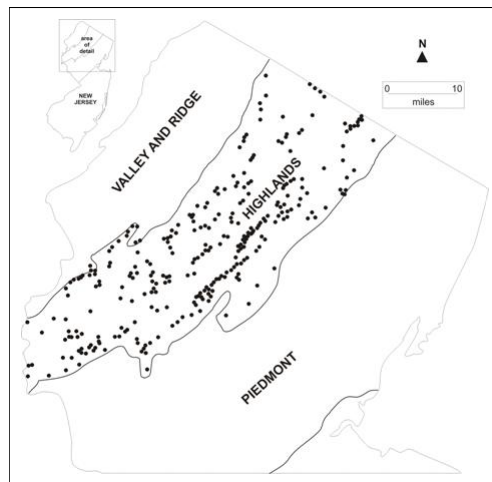 area
of
detail
NEW
JERSEY
N
0 10
miles
VALLEY AND RIDGE
HIGHLANDS
PIEDMONT